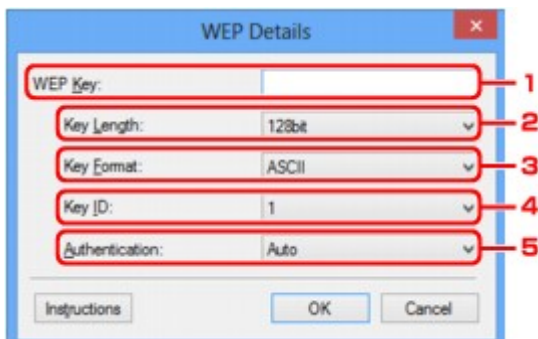 WEP Details
WEP Key: 1
Key Length: 128bit 2
Key Format: ASCII 3
Key ID: 1 4
Authentication: Auto 5
Instructions OK Cancel